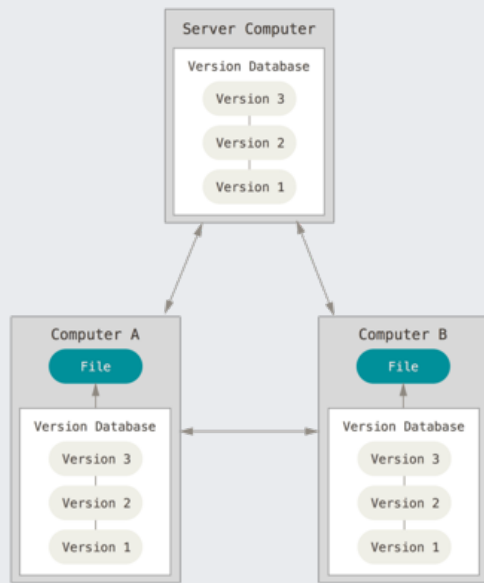 Server Computer
Version Database
Version 3
Version 2
Version 1
Computer A
File
Version Database
Version 3
Version 2
Version 1
Computer B
File
Version Database
Version 3
Version 2
Version 1